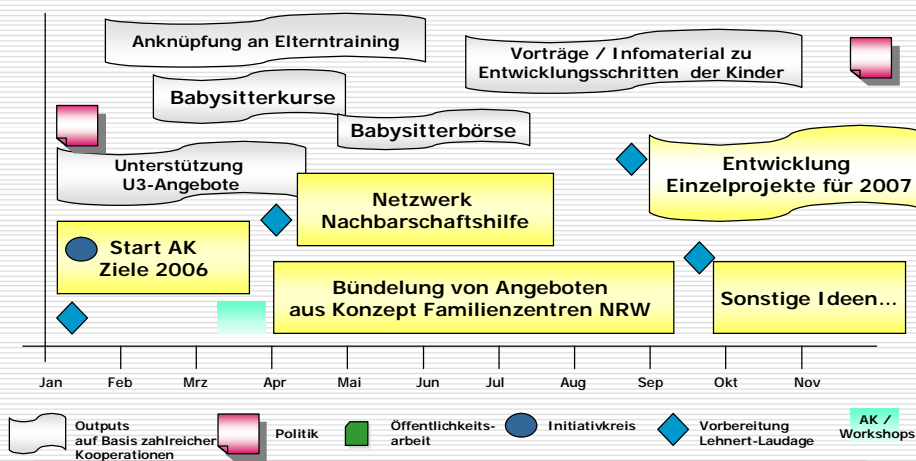 Anknüpfung an Elterntraining
Vorträge / Infomaterial zu
Entwicklungsschritten der Kinder
Babysitterkurse
Babysitterbörse
Unterstützung
U3-Angebote
Entwicklung
Einzelprojekte für 2007
Netzwerk
Nachbarschaftshilfe
Start AK
Ziele 2006
Bündelung von Angeboten
aus Konzept Familienzentren NRW
Sonstige Ideen...
Jan Feb Mrz Apr Mai Jun Jul Aug Sep Okt Nov
Outputs
auf Basis zahlreicher
Kooperationen
Politik
Öffentlichkeits-
arbeit
Initiativkreis
Vorbereitung
Lehnert-Laudage
AK /
Workshops